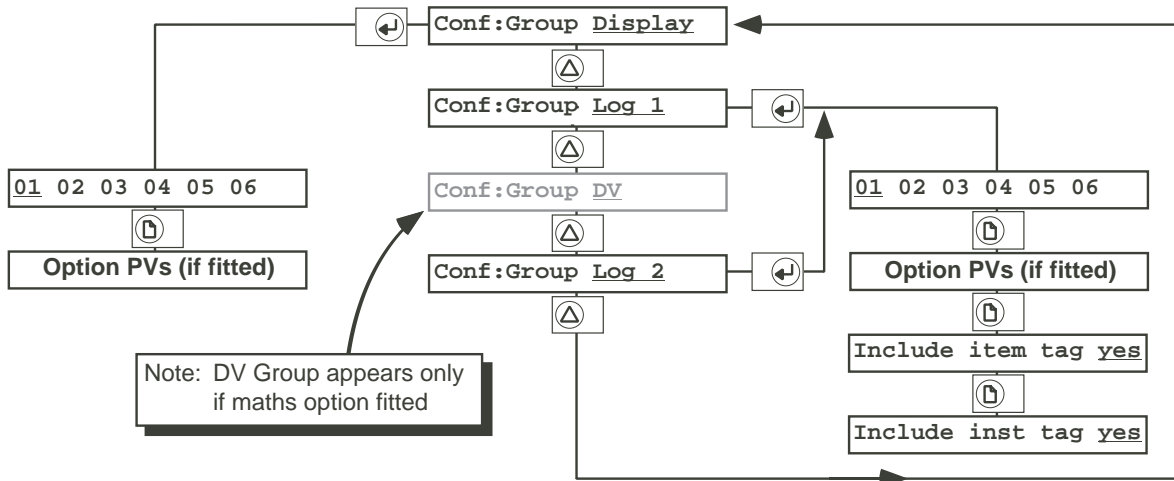 Conf:Group Display
Conf:Group Log 1
Conf:Group DV
Conf:Group Log 2
01 02 03 04 05 06
Option PVs (if fitted)
Note: DV Group appears only
if maths option fitted
01 02 03 04 05 06
Option PVs (if fitted)
Include item tag yes
Include inst tag yes